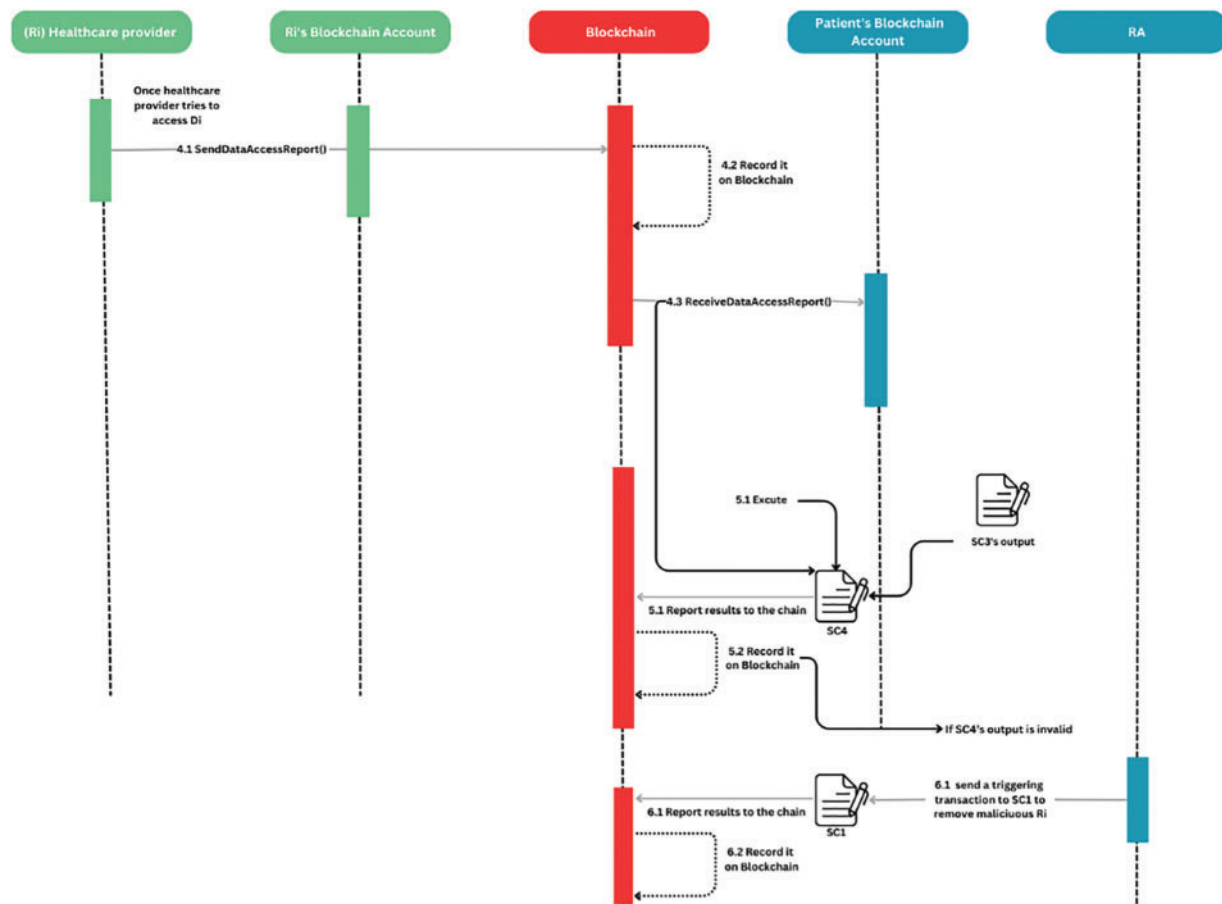 (Ri) Healthcare provider
Ri's Blockchain Account
Blockchain
Patient's Blockchain
Account
RA
Once healthcare
provider tries to
access Di
4.1 SendDataAccessReport()
4.2 Record it
on Blockchain
4.3 ReceiveDataAccessReport()
5.1 Excute
SC3's output
5.1 Report results to the chain
SC4
5.2 Record it
on Blockchain
If SC4's output is invalid
6.1 send a triggering
transaction to SC1 to
remove maliciuous Ri
6.1 Report results to the chain
SC1
6.2 Record it
on Blockchain